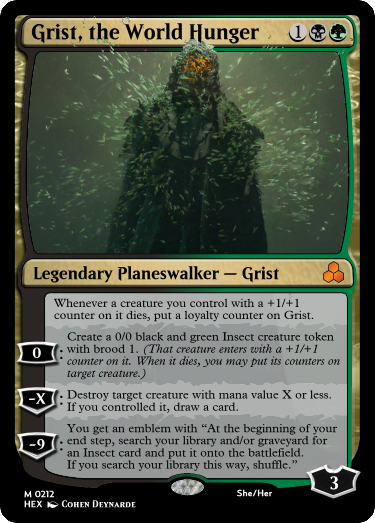 Grist, the World Hunger 1
Legendary Planeswalker — Grist
Whenever a creature you control with a +1/+1
counter on it dies, put a loyalty counter on Grist.
0: Create a 0/0 black and green Insect creature token
with brood 1. (That creature enters with a +1/+1
counter on it. When it dies, you may put its counters on
target creature.)
-X: Destroy target creature with mana value X or less.
If you controlled it, draw a card.
-9: You get an emblem with “At the beginning of your
end step, search your library and/or graveyard for
an Insect card and put it onto the battlefield.
If you search your library this way, shuffle.”
3
M 0212
She/Her
HEX Cohen Deynarde